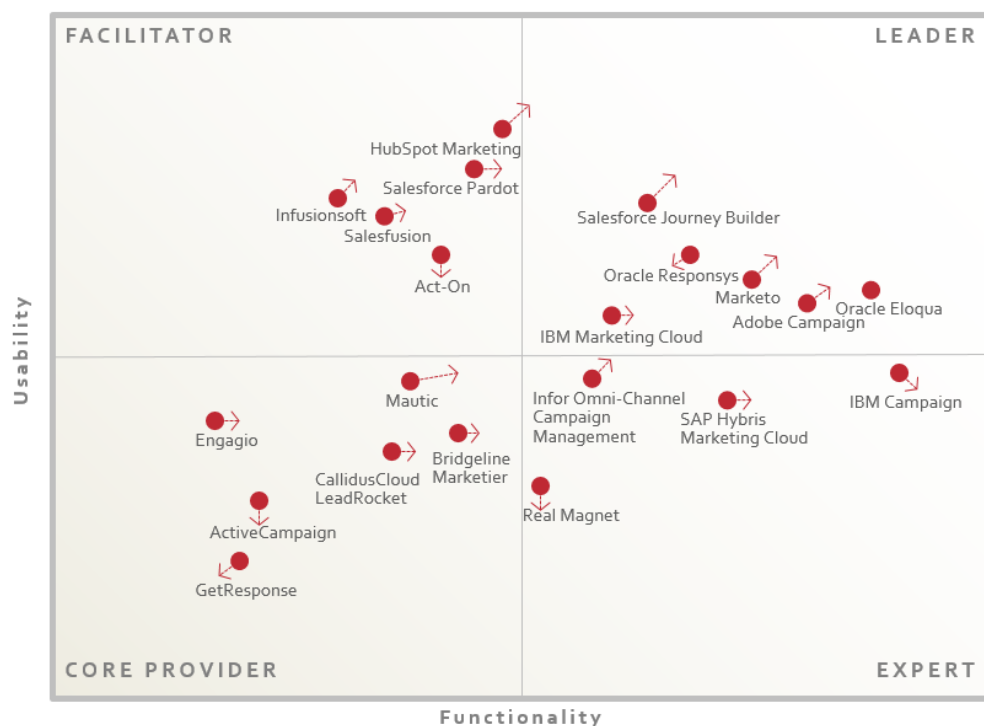 FACILITATOR
LEADER
HubSpot Marketing
Salesforce Pardot
Infusionsoft
Salesfusion
Act-On
Salesforce Journey Builder
Oracle Responsys
Marketo
Adobe Campaign
Oracle Eloqua
IBM Marketing Cloud
Usability
Mautic
Engagio
CallidusCloud
LeadRocket
Bridgeline
Marketier
ActiveCampaign
GetResponse
Infor Omni-Channel
Campaign
Management
SAP Hybris
Marketing Cloud
IBM Campaign
Real Magnet
CORE PROVIDER
EXPERT
Functionality